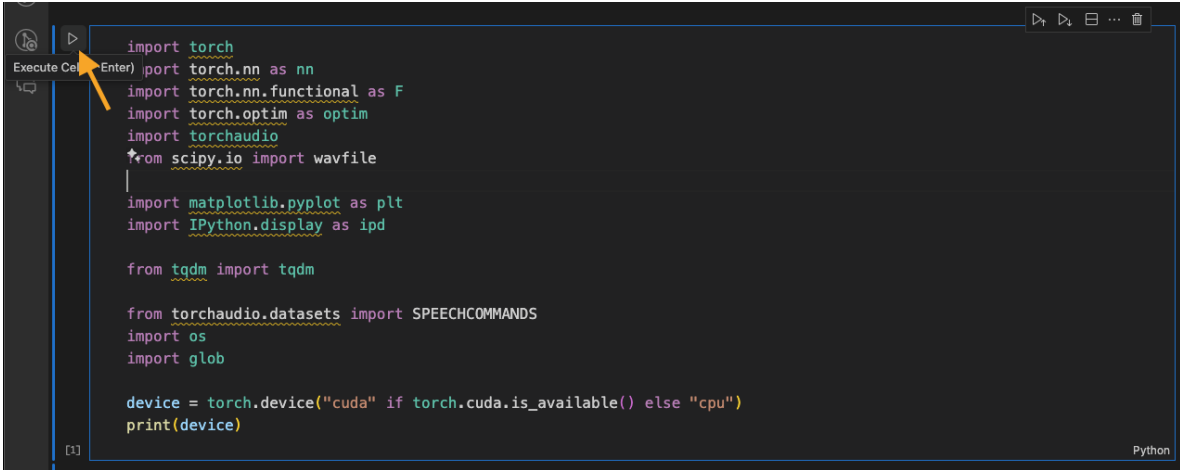 import torch
Execute Cel Enter) port torch.nn as nn
import torch.nn.functional as F
import torch.optim as optim
import torchaudio
from scipy.io import wavfile
import matplotlib.pyplot as plt
import IPython.display as ipd
from tqdm import tqdm
from torchaudio.datasets import SPEECHCOMMANDS
import os
import glob
device = torch.device("cuda" if torch.cuda.is_available() else "cpu")
print(device)
[1] Python